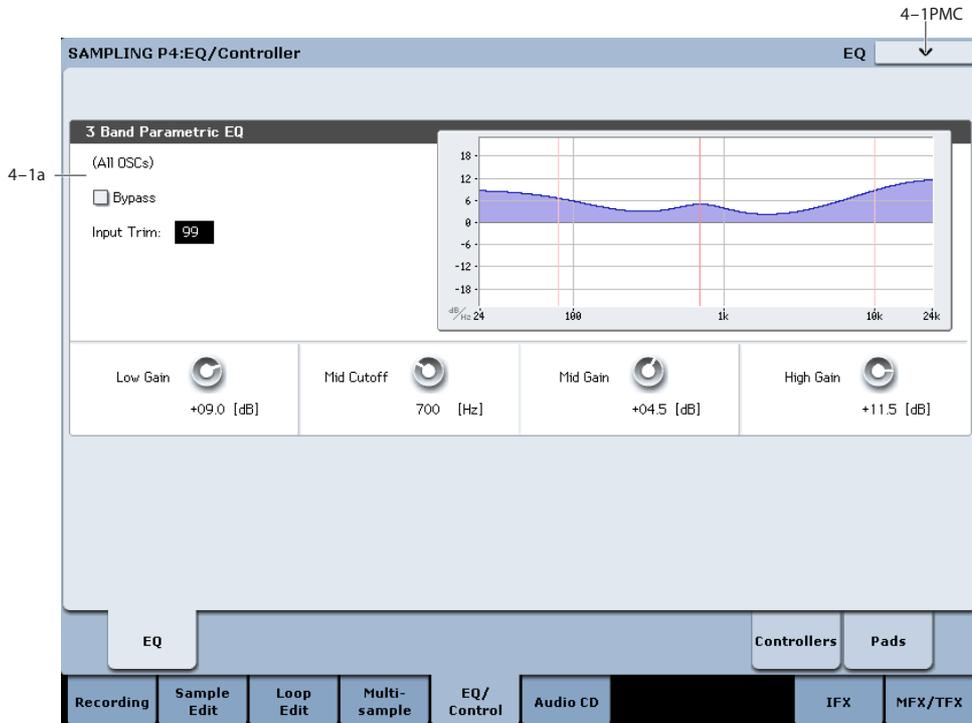 4–1PMC
SAMPLING P4:EQ/Controller EQ
3 Band Parametric EQ
4–1a
(All OSCs)
Bypass
Input Trim: 99
18
12
6
0
-6
-12
-18
dB/Hz 24 100 1k 10k 24k
Low Gain Mid Cutoff Mid Gain High Gain
+09.0 [dB] 700 [Hz] +04.5 [dB] +11.5 [dB]
EQ Controllers Pads
Recording Sample Edit Loop Edit Multi-sample EQ/Control Audio CD IFX MFX/TFX